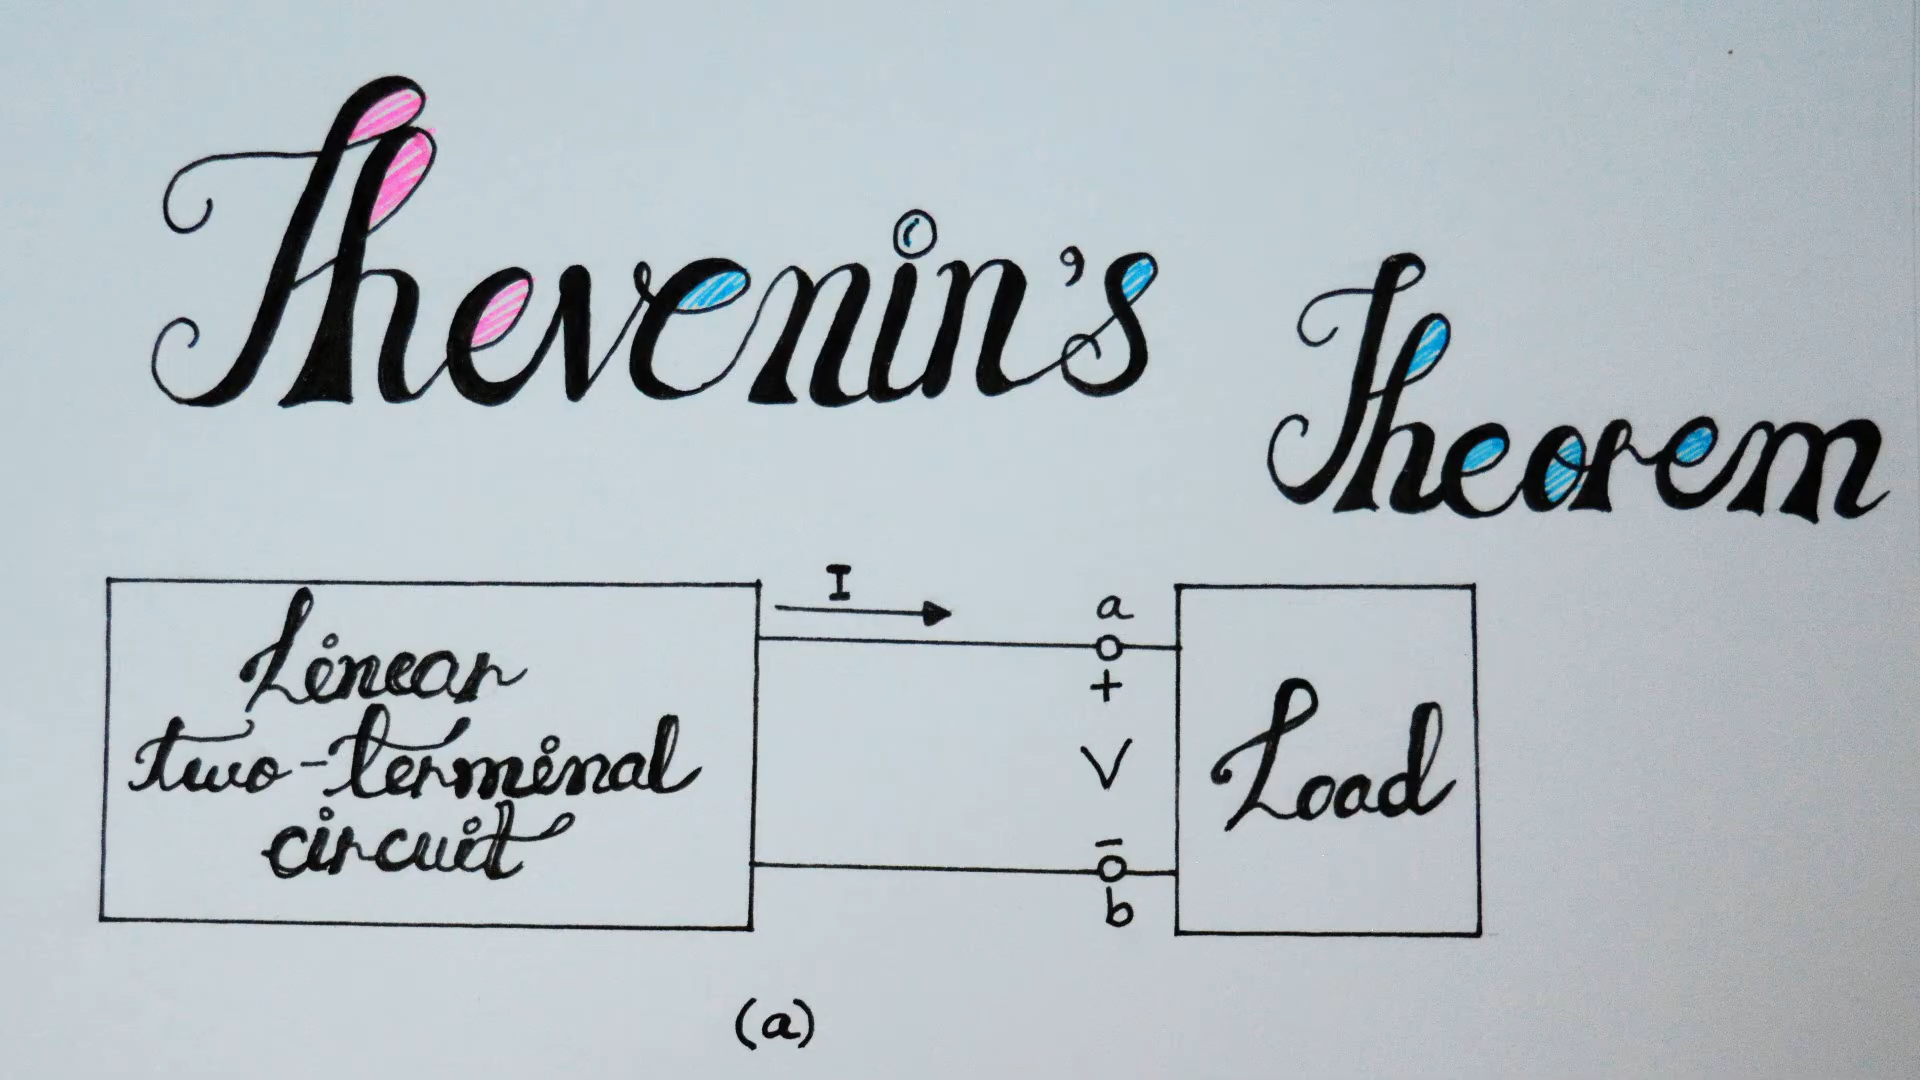 Thevenin's
Theorem
I
a
Linear
two-terminal
circuit
+
V
Load
-
b
(a)